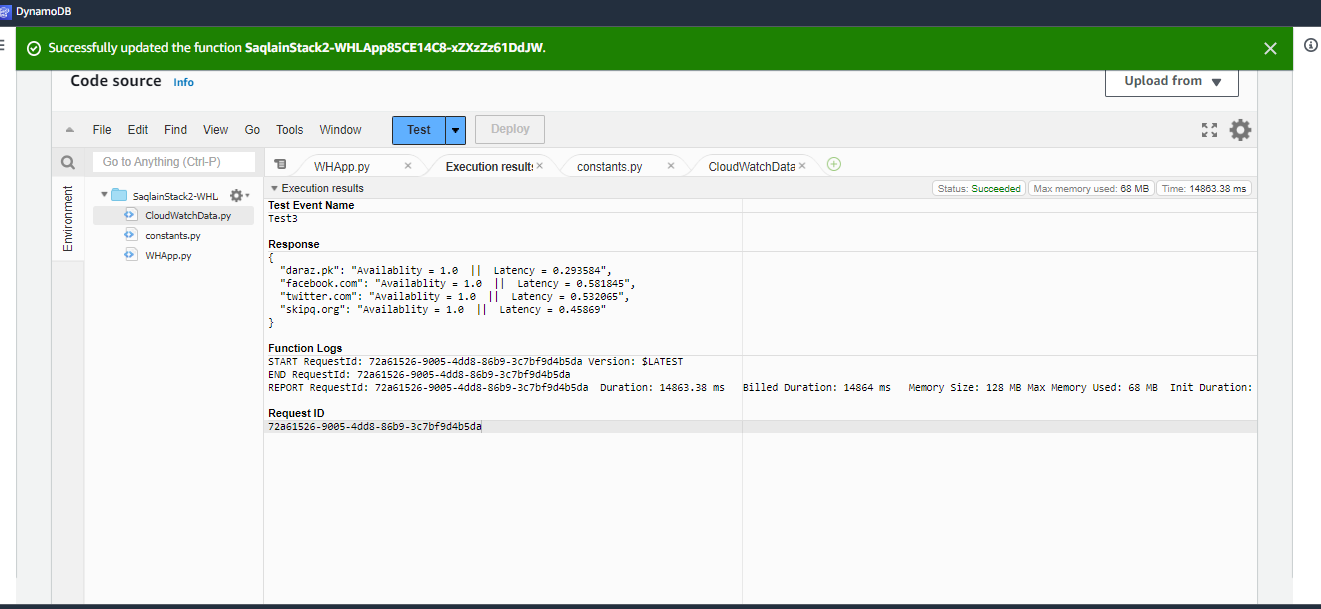 DynamoDB
Successfully updated the function SaqlainStack2-WHLApp85CE14C8-xZXzZz61DdJW.
Code source Info
Upload from
File Edit Find View Go Tools Window Test Deploy
Go to Anything (Ctrl-P)
WHApp.py Execution results constants.py CloudWatchData
Environment
SaqlainStack2-WHL
CloudWatchData.py
constants.py
WHApp.py
Execution results
Status: Succeeded Max memory used: 68 MB Time: 14863.38 ms
Test Event Name
Test3
Response
{
"daraz.pk": "Availablity = 1.0 || Latency = 0.293584",
"facebook.com": "Availablity = 1.0 || Latency = 0.581845",
"twitter.com": "Availablity = 1.0 || Latency = 0.532065",
"skipq.org": "Availablity = 1.0 || Latency = 0.45869"
}
Function Logs
START RequestId: 72a61526-9005-4dd8-86b9-3c7bf9d4b5da Version: $LATEST
END RequestId: 72a61526-9005-4dd8-86b9-3c7bf9d4b5da
REPORT RequestId: 72a61526-9005-4dd8-86b9-3c7bf9d4b5da Duration: 14863.38 ms Billed Duration: 14864 ms Memory Size: 128 MB Max Memory Used: 68 MB Init Duration:
Request ID
72a61526-9005-4dd8-86b9-3c7bf9d4b5da